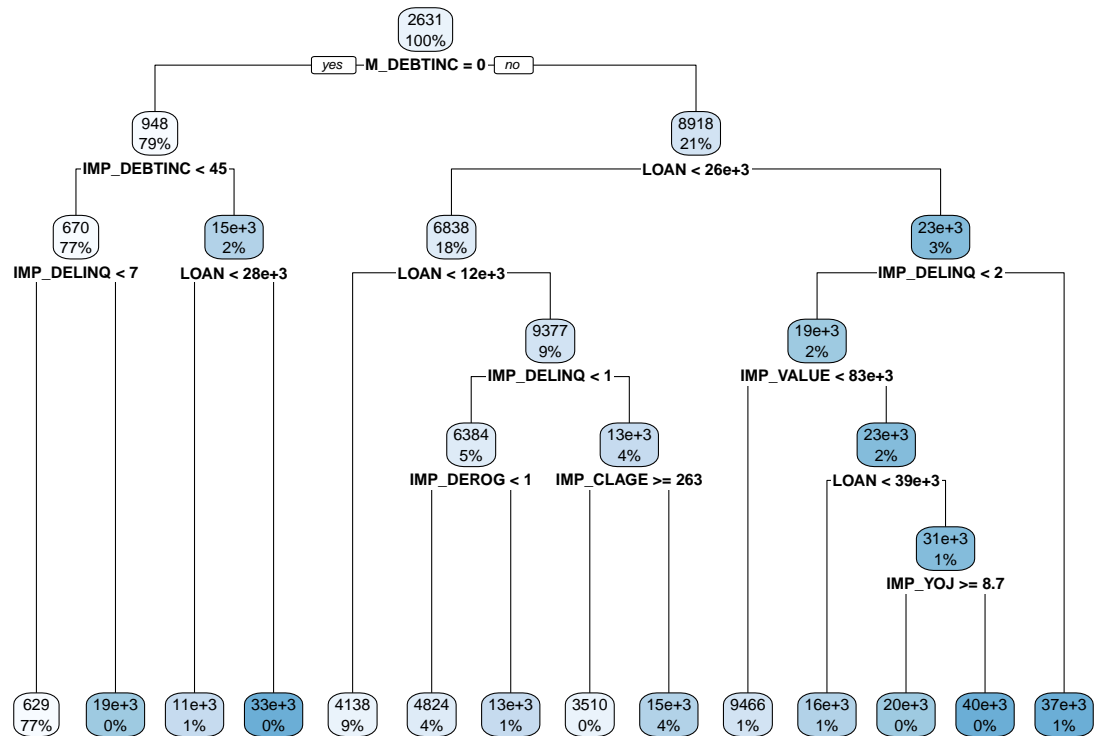 2631
100%
yes M_DEBTINC = 0 no
948
79%
8918
21%
IMP_DEBTINC < 45
LOAN < 26e+3
670
77%
15e+3
2%
6838
18%
23e+3
3%
IMP_DELINQ < 7
LOAN < 28e+3
LOAN < 12e+3
IMP_DELINQ < 2
9377
9%
19e+3
2%
IMP_DELINQ < 1
IMP_VALUE < 83e+3
6384
5%
13e+3
4%
23e+3
2%
IMP_DEROG < 1
IMP_CLAGE >= 263
LOAN < 39e+3
31e+3
1%
IMP_YOJ >= 8.7
629
77%
19e+3
0%
11e+3
1%
33e+3
0%
4138
9%
4824
4%
13e+3
1%
3510
0%
15e+3
4%
9466
1%
16e+3
1%
20e+3
0%
40e+3
0%
37e+3
1%